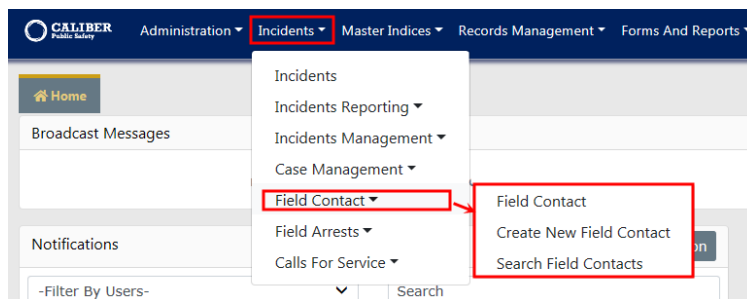 CALIBER
Public Safety
Administration Incidents Master Indices Records Management Forms And Reports
Home
Incidents
Incidents Reporting
Broadcast Messages
Incidents Management
Case Management
Field Contact
Field Contact
Field Arrests
Create New Field Contact
Notifications
Calls For Service
Search Field Contacts
-Filter By Users-
Search